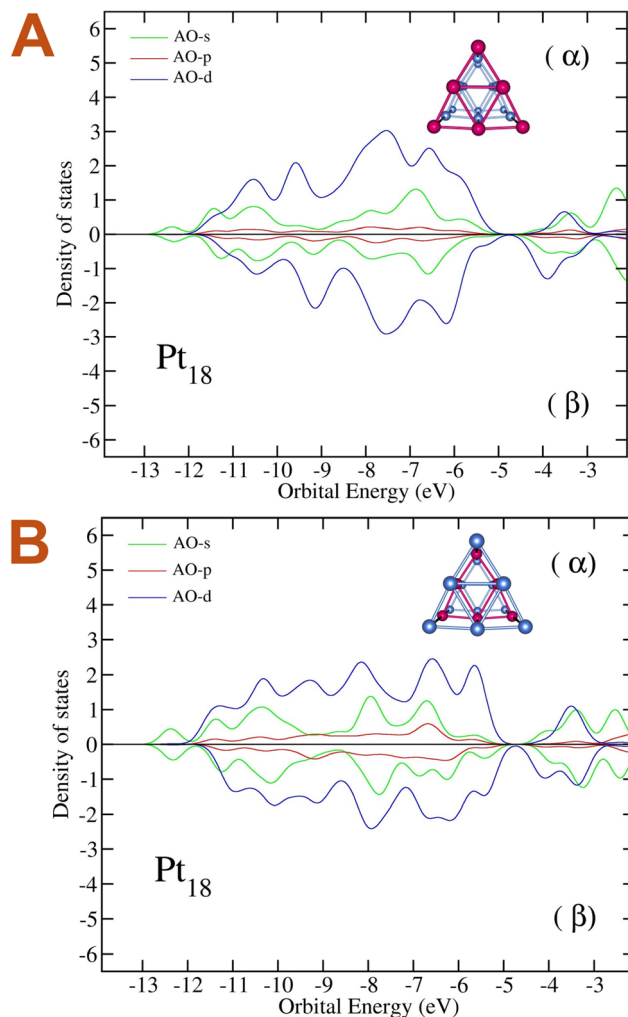 A
AO-s
AO-p
AO-d
( α)
6
5
4
3
2
1
0
-1
-2
-3
-4
-5
-6
Density of states
Pt18
( β)
-13 -12 -11 -10 -9 -8 -7 -6 -5 -4 -3
Orbital Energy (eV)
B
AO-s
AO-p
AO-d
( α)
6
5
4
3
2
1
0
-1
-2
-3
-4
-5
-6
Density of states
Pt18
( β)
-13 -12 -11 -10 -9 -8 -7 -6 -5 -4 -3
Orbital Energy (eV)